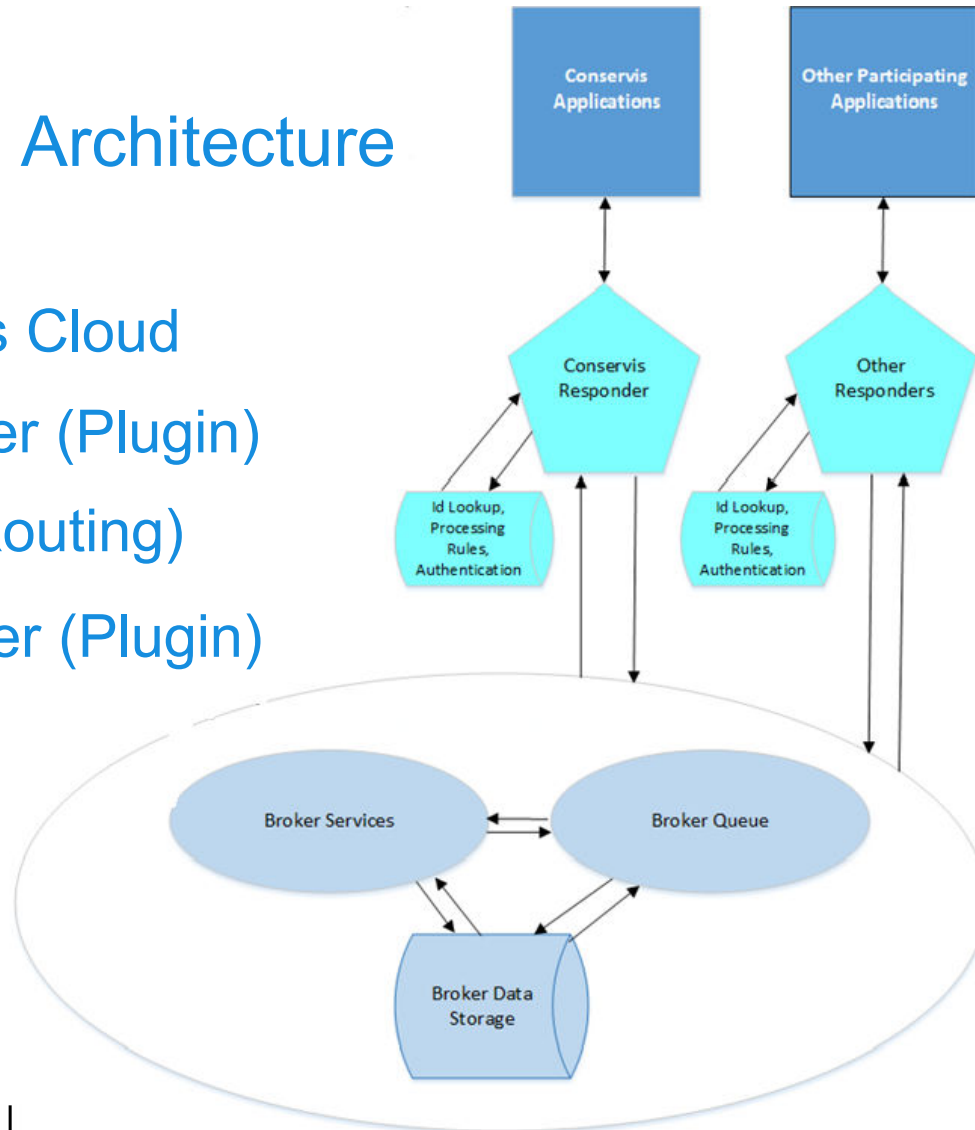 Architecture
s Cloud
er (Plugin)
outing)
er (Plugin)
Conservis
Applications
Other Participating
Applications
Conservis
Responder
Other
Responders
Id Lookup,
Processing
Rules,
Authentication
Id Lookup,
Processing
Rules,
Authentication
Broker Services
Broker Queue
Broker Data
Storage